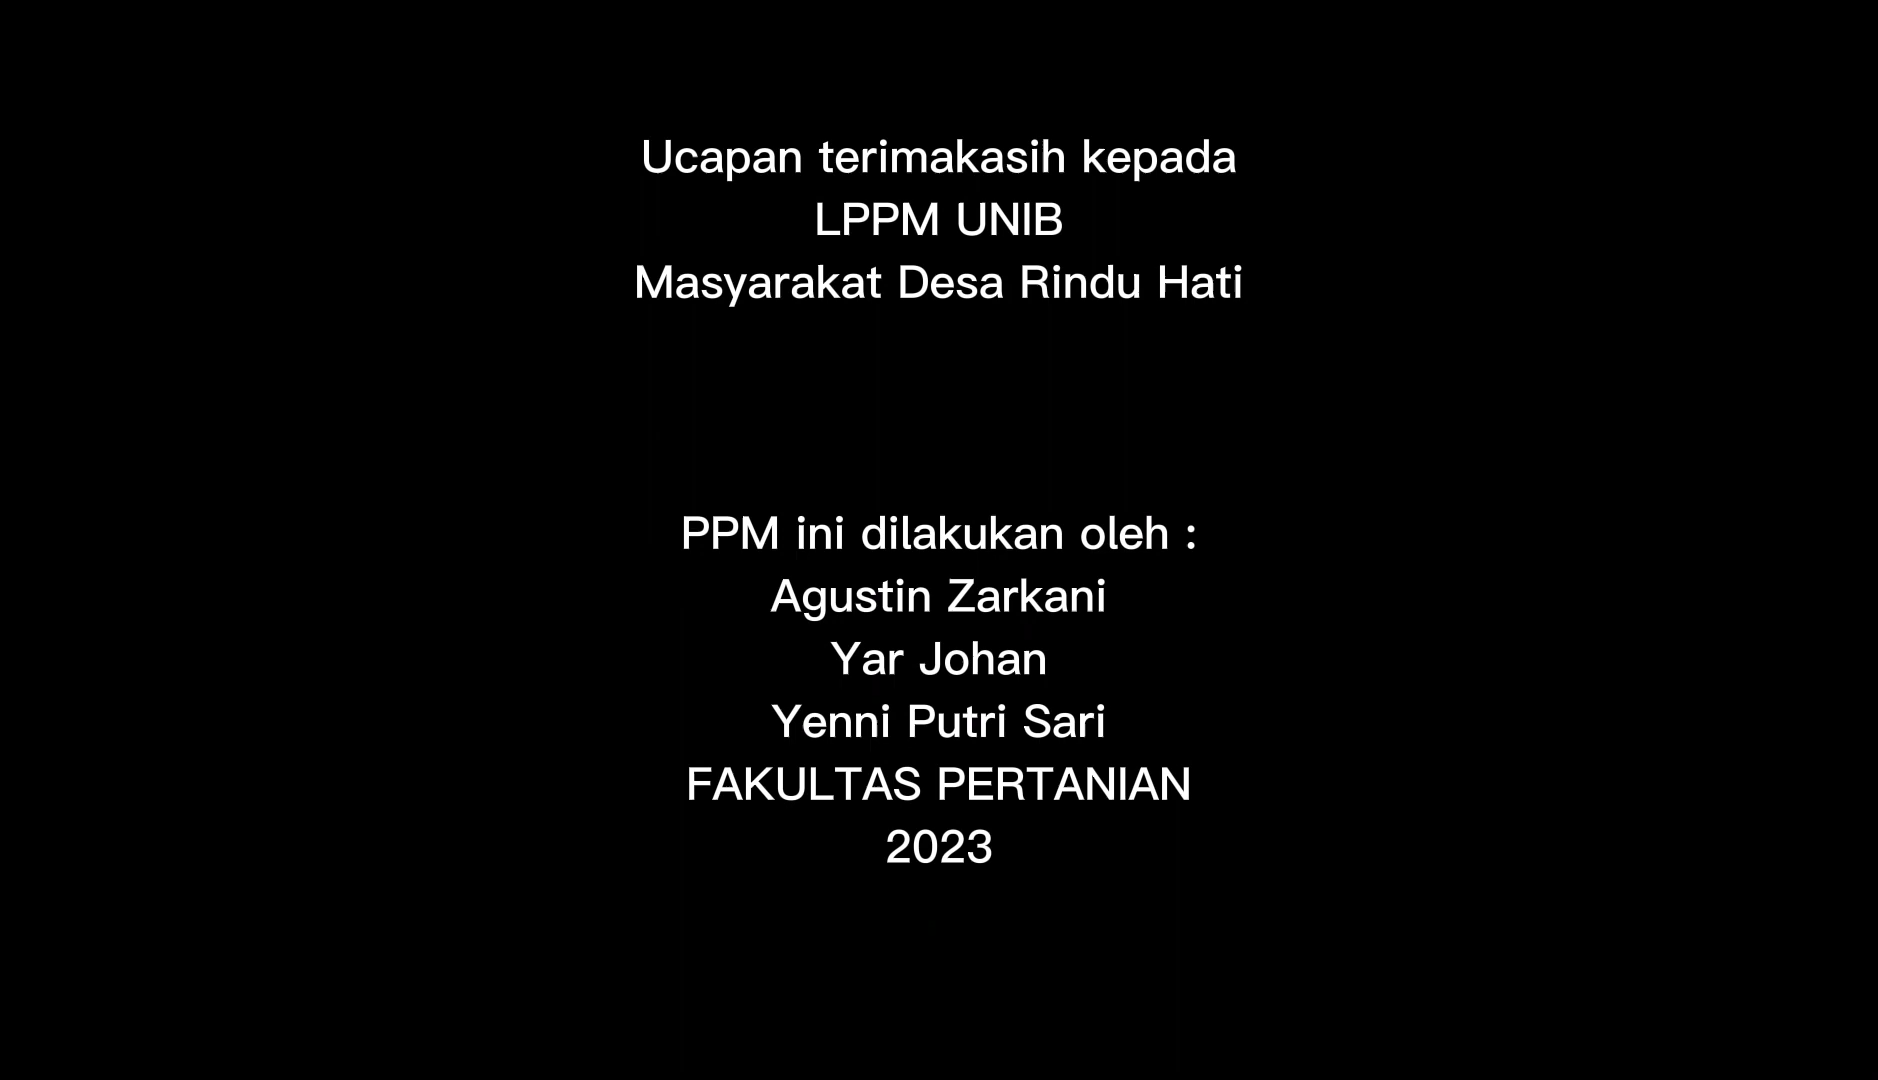 Ucapan terimakasih kepada
LPPM UNIB
Masyarakat Desa Rindu Hati
PPM ini dilakukan oleh :
Agustin Zarkani
Yar Johan
Yenni Putri Sari
FAKULTAS PERTANIAN
2023